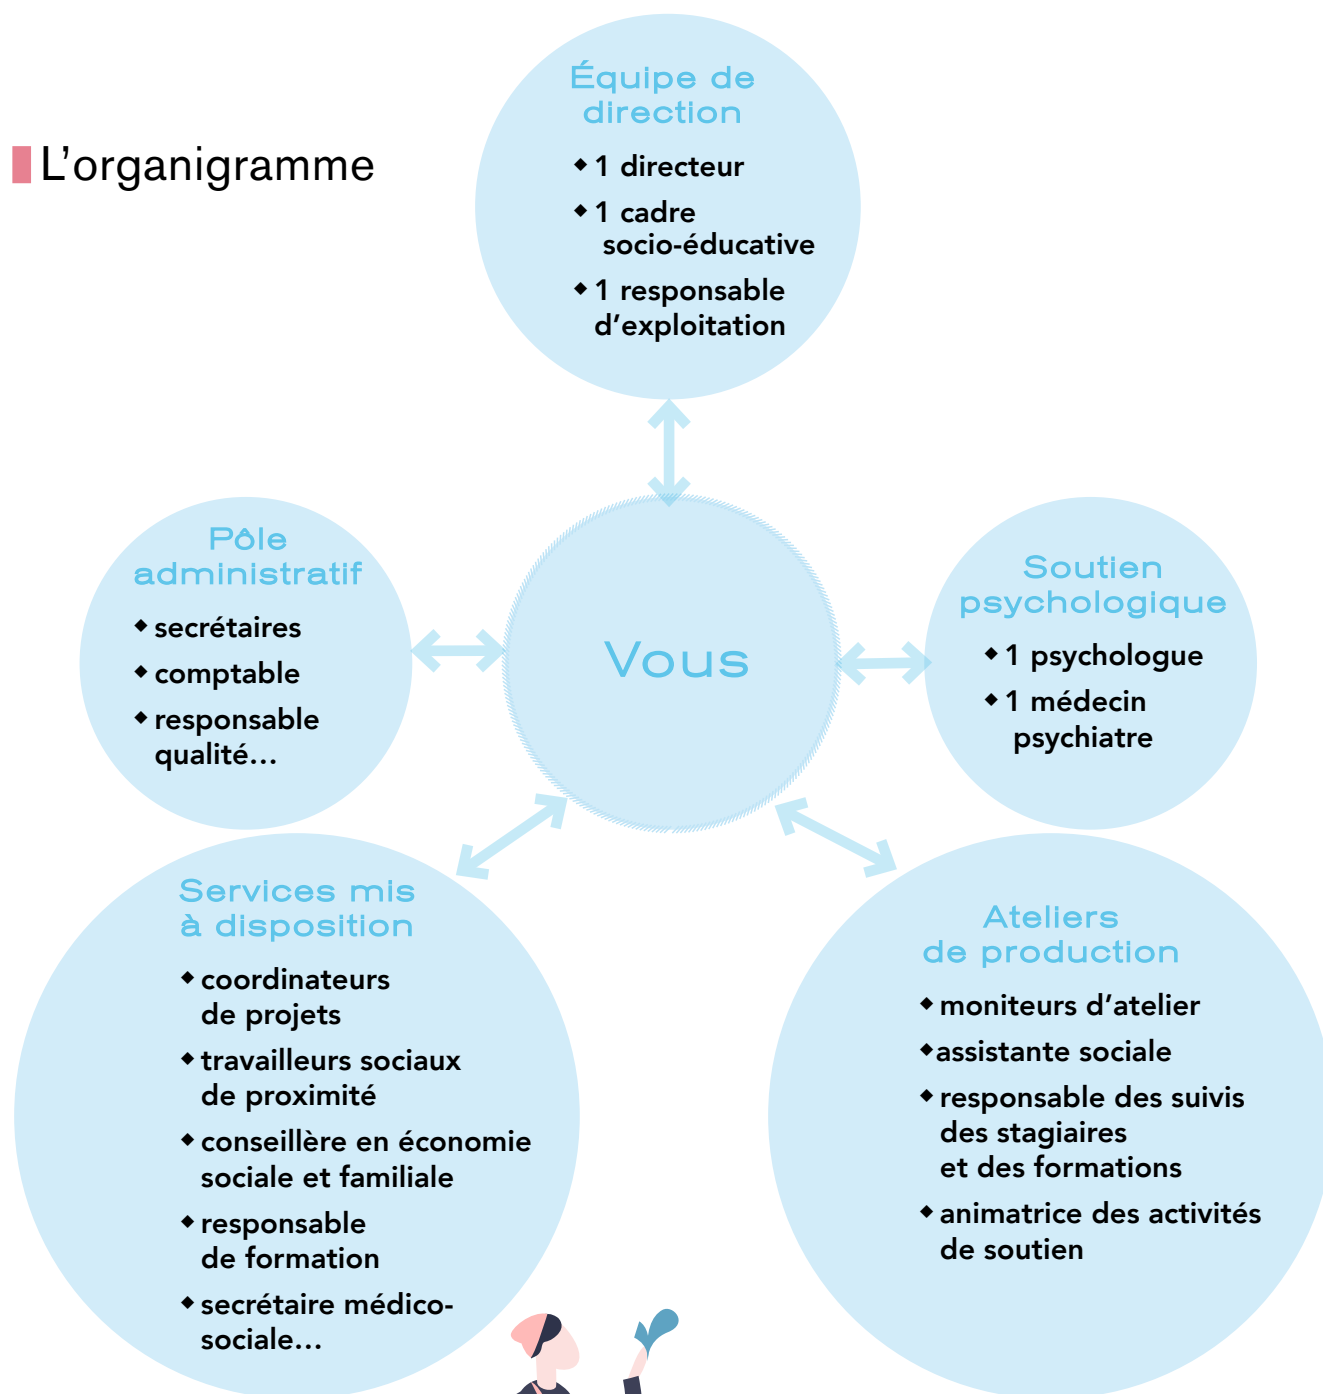 L'organigramme
Équipe de
direction
◆ 1 directeur
◆ 1 cadre
socio-éducative
◆ 1 responsable
d'exploitation
Pôle
administratif
◆ secrétaires
◆ comptable
◆ responsable
qualité…
Vous
Soutien
psychologique
◆ 1 psychologue
◆ 1 médecin
psychiatre
Services mis
à disposition
◆ coordinateurs
de projets
◆ travailleurs sociaux
de proximité
◆ conseillère en économie
sociale et familiale
◆ responsable
de formation
◆ secrétaire médico-
sociale…
Ateliers
de production
◆ moniteurs d'atelier
◆ assistante sociale
◆ responsable des suivis
des stagiaires
et des formations
◆ animatrice des activités
de soutien